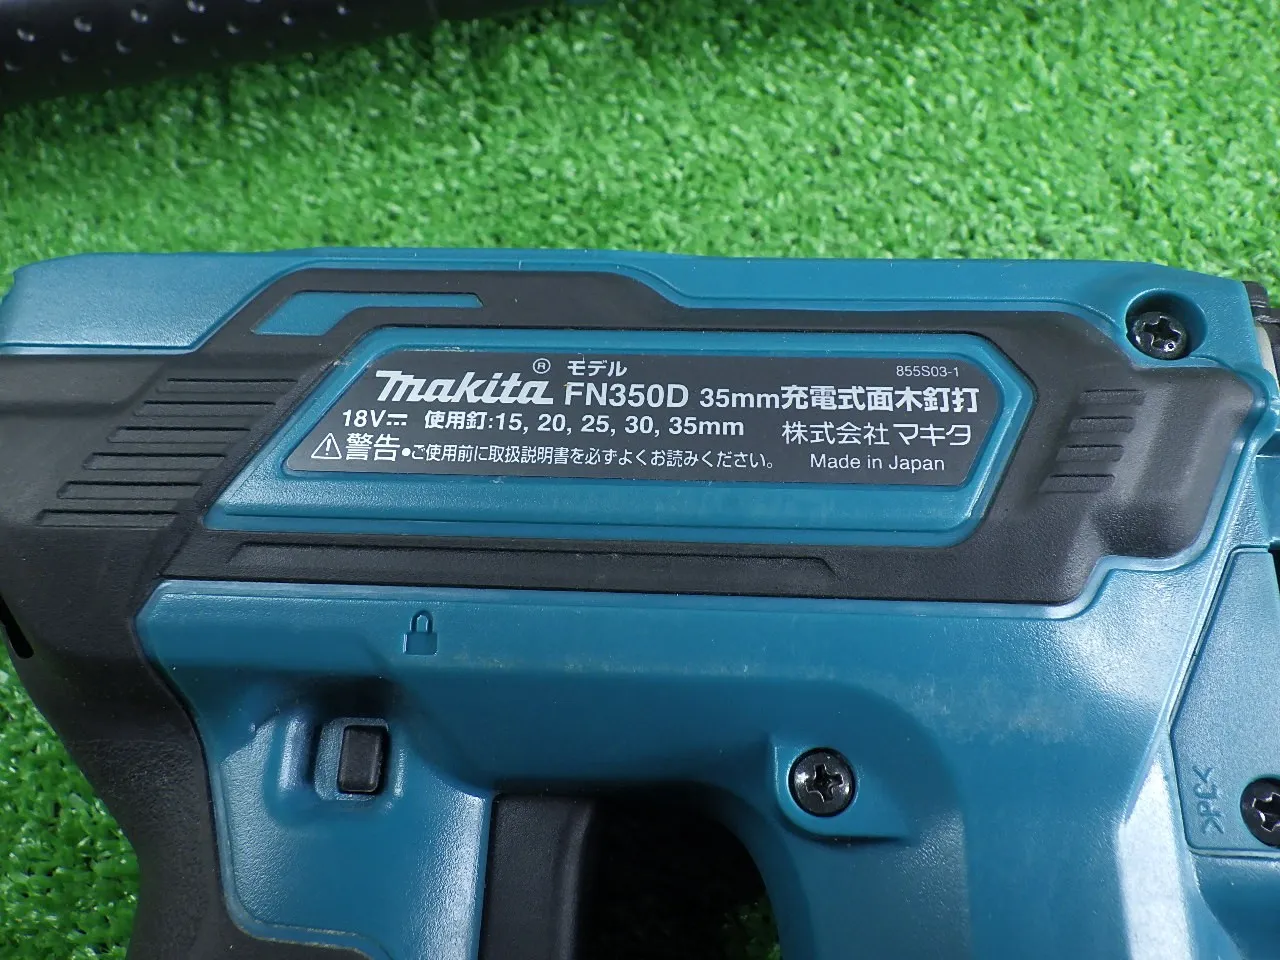 855S03-1
makita® モデル FN350D 35mm充電式面木釘打
18V⎓ 使用釘:15, 20, 25, 30, 35mm 株式会社 マキタ
⚠警告 •ご使用前に取扱説明書を必ずよくお読みください。 Made in Japan